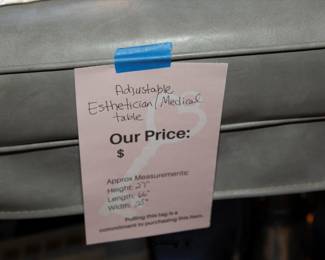 Adjustable
Esthetician/Medical
table
Our Price:
$
Approx Measurements:
Height: 27"
Length: 66"
Width:
Pulling this tag is a
commitment to purchasing this item.